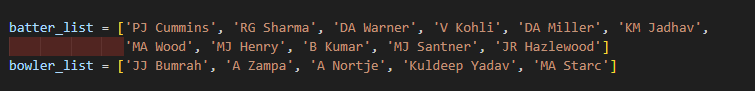 batter_list = ['PJ Cummins', 'RG Sharma', 'DA Warner', 'V Kohli', 'DA Miller', 'KM Jadhav',
'MA Wood', 'MJ Henry', 'B Kumar', 'MJ Santner', 'JR Hazlewood']
bowler_list = ['JJ Bumrah', 'A Zampa', 'A Nortje', 'Kuldeep Yadav', 'MA Starc']